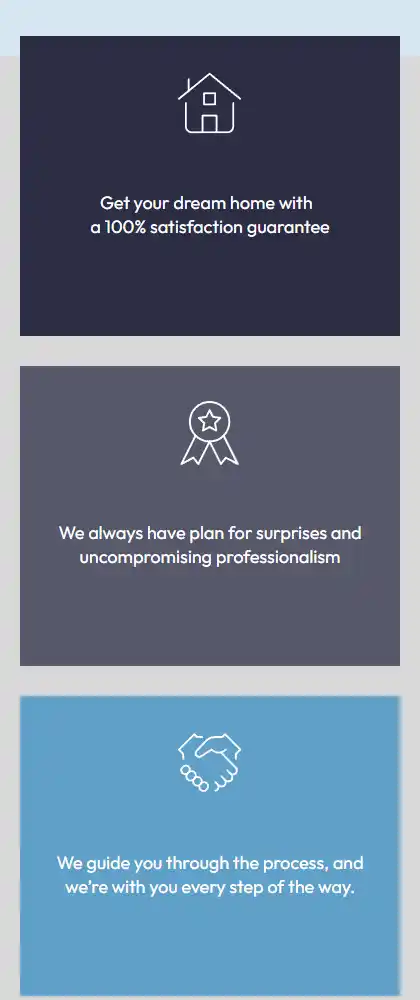 Get your dream home with
a 100% satisfaction guarantee
We always have plan for surprises and
uncompromising professionalism
We guide you through the process, and
we're with you every step of the way.